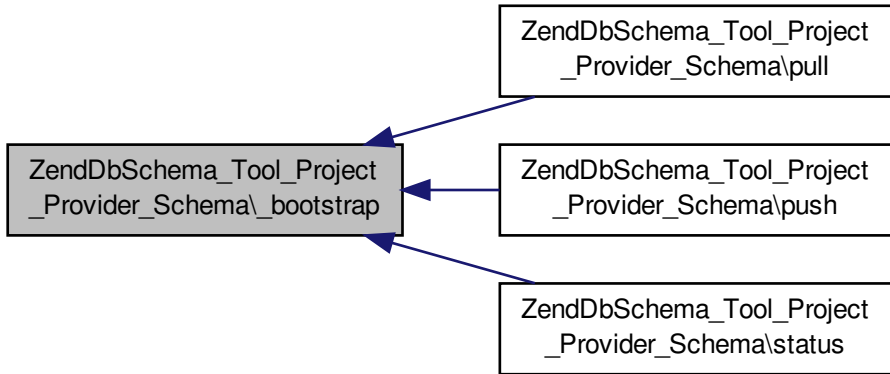 ZendDbSchema_Tool_Project
_Provider_Schema\pull
ZendDbSchema_Tool_Project
_Provider_Schema\_bootstrap
ZendDbSchema_Tool_Project
_Provider_Schema\push
ZendDbSchema_Tool_Project
_Provider_Schema\status